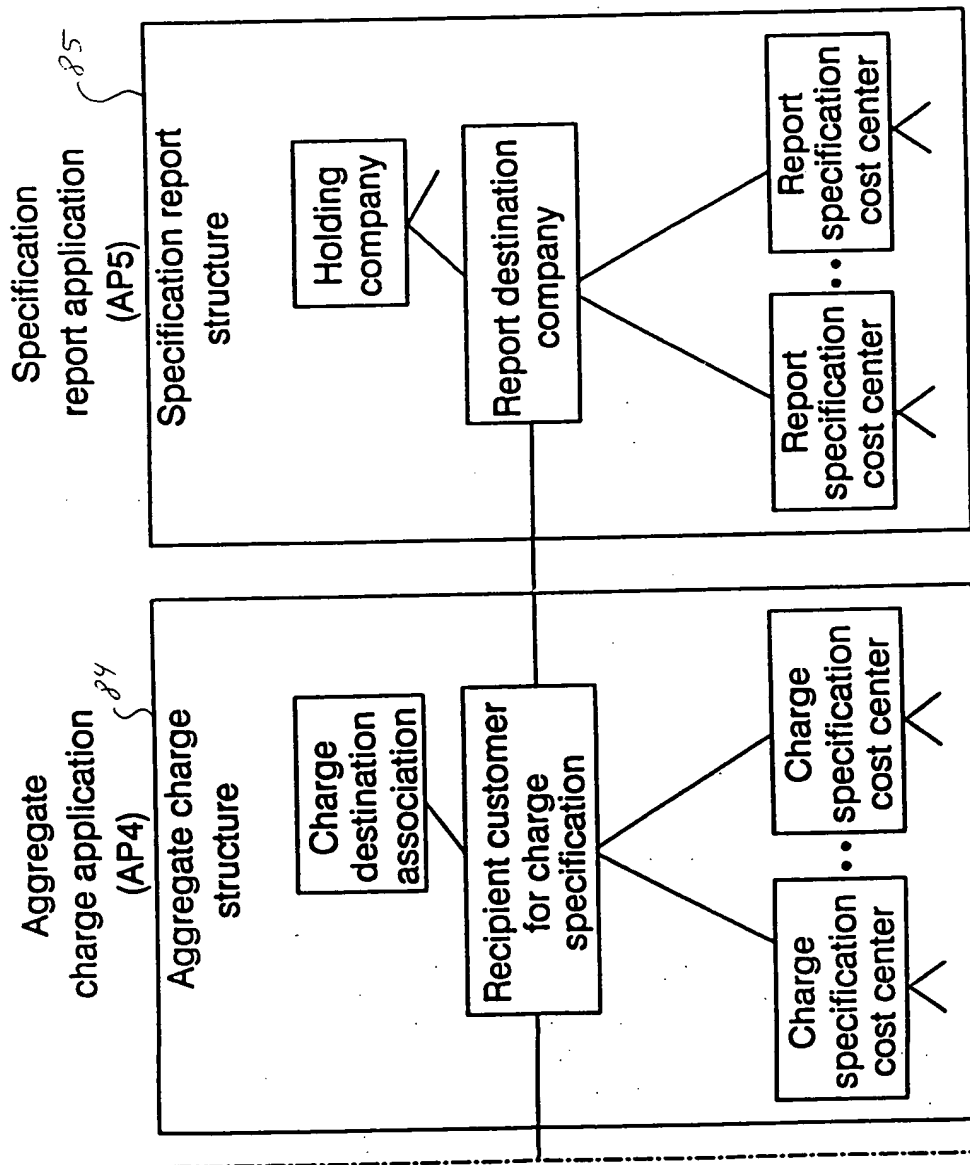 Aggregate
charge application
(AP4)
84
Aggregate charge
structure
Charge
destination
association
Recipient customer
for charge
specification
Charge
specification
cost center
•••
Charge
specification
cost center
Specification
report application
(AP5)
85
Specification report
structure
Holding
company
Report destination
company
Report
specification
cost center
•••
Report
specification
cost center